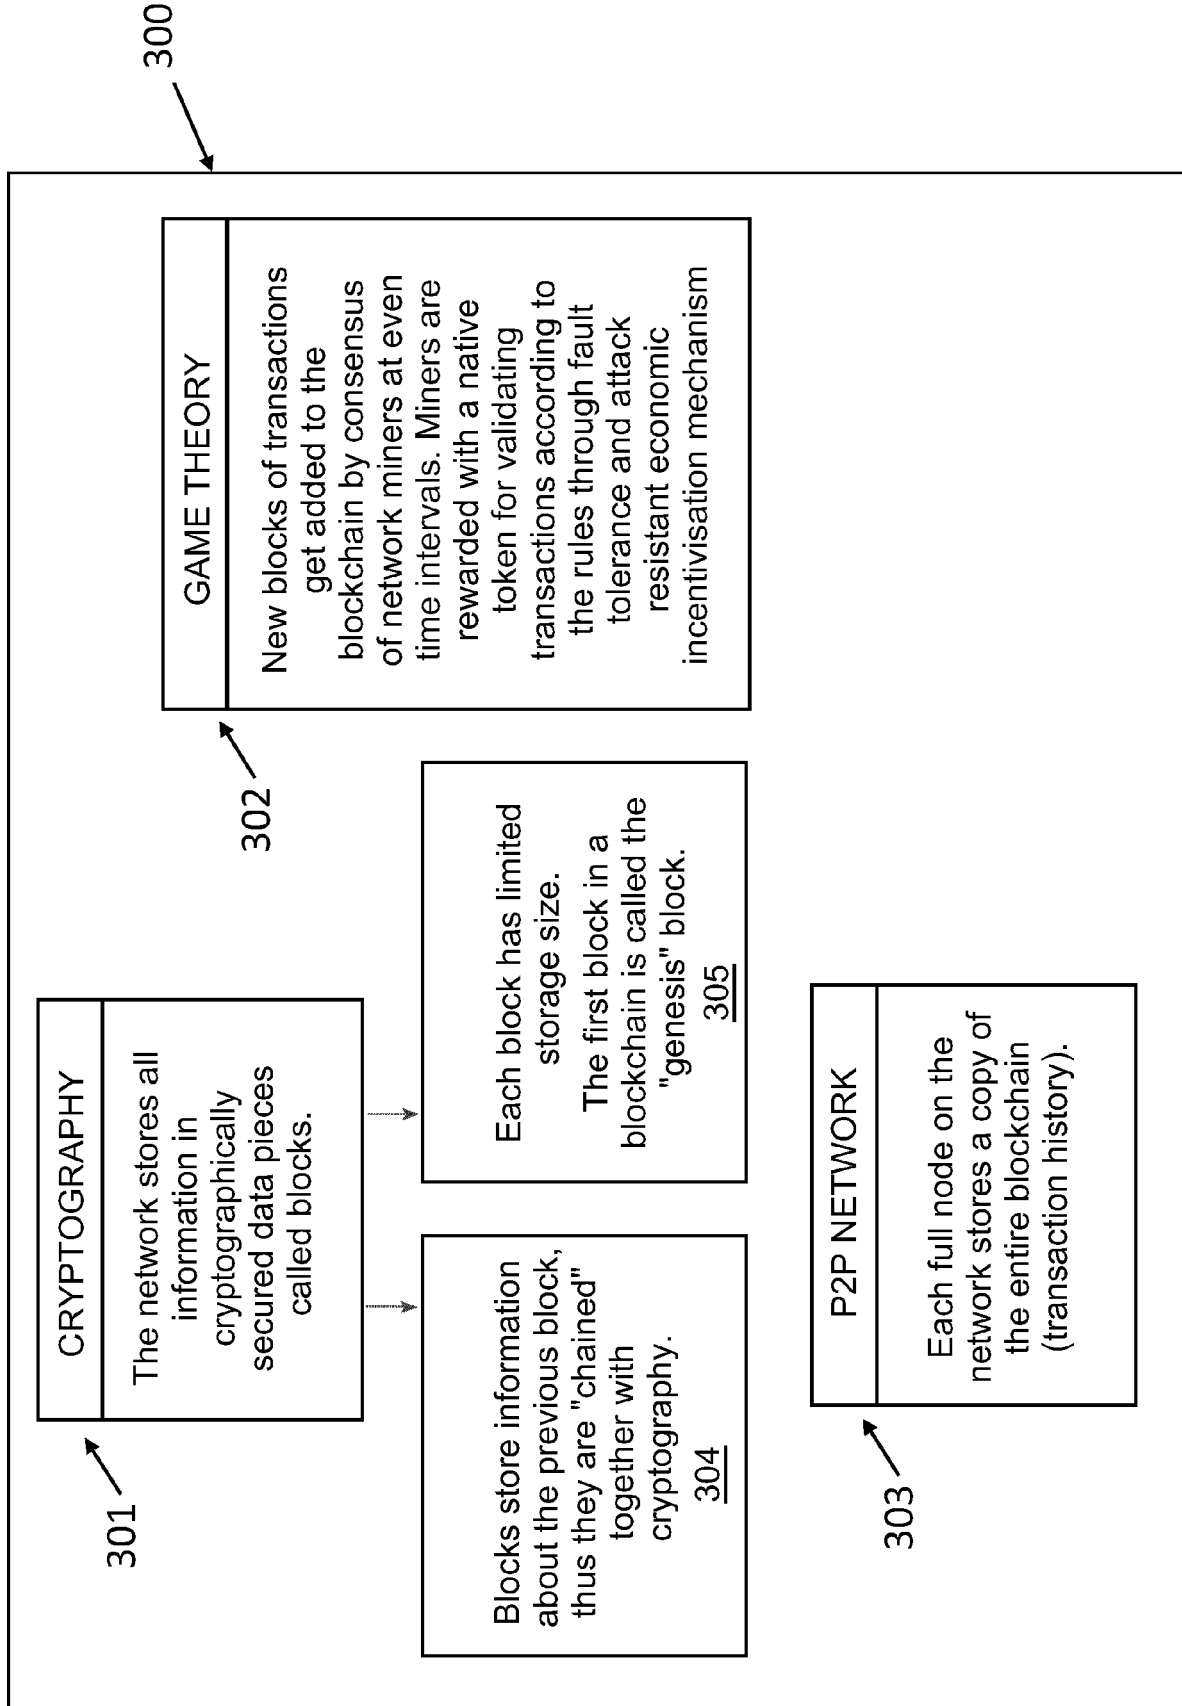 300
301
CRYPTOGRAPHY
The network stores all
information in
cryptographically
secured data pieces
called blocks.
302
GAME THEORY
New blocks of transactions
get added to the
blockchain by consensus
of network miners at even
time intervals. Miners are
rewarded with a native
token for validating
transactions according to
the rules through fault
tolerance and attack
resistant economic
incentivisation mechanism
Blocks store information
about the previous block,
thus they are "chained"
together with
cryptography.
304
Each block has limited
storage size.
The first block in a
blockchain is called the
"genesis" block.
305
303
P2P NETWORK
Each full node on the
network stores a copy of
the entire blockchain
(transaction history).